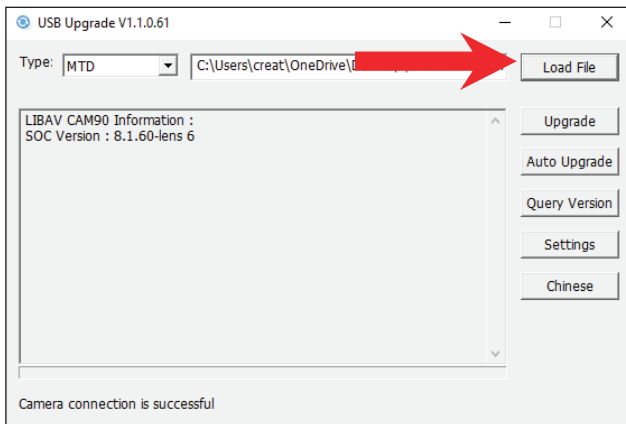 USB Upgrade V1.1.0.61
Type: MTD C:\Users\creat\OneDrive\ Load File
LIBAV CAM90 Information :
SOC Version : 8.1.60-lens 6
Upgrade
Auto Upgrade
Query Version
Settings
Chinese
Camera connection is successful